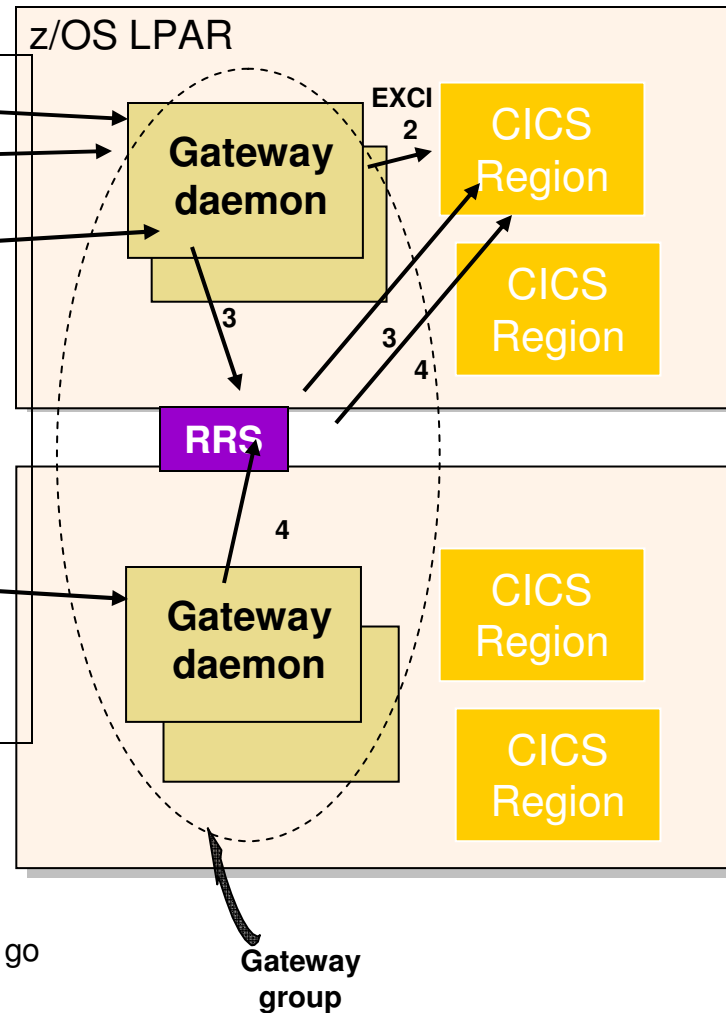 z/OS LPAR
EXCI
2
CICS
Region
Gateway
daemon
CICS
Region
3
3
4
RRS
4
Gateway
daemon
CICS
Region
CICS
Region
go
Gateway
group